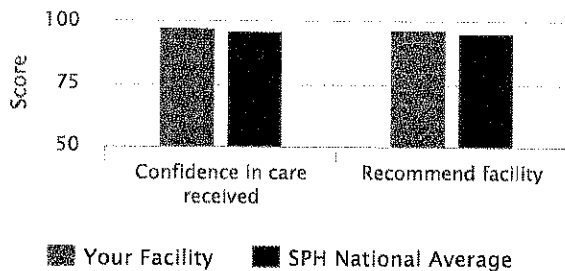 100
75
50
Score
Confidence in care
received
Recommend facility
Your Facility
SPH National Average